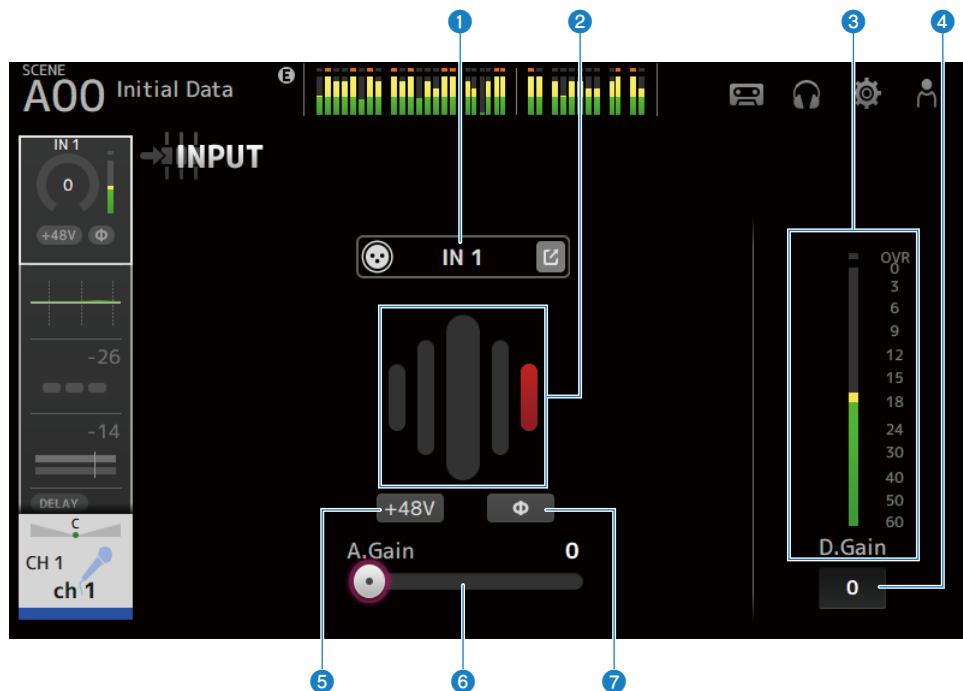 1
2
3
4
SCENE
A00 Initial Data
E
IN 1
0
+48V Φ
-26
-14
DELAY
C
CH 1
ch 1
INPUT
IN 1
+48V Φ
A.Gain 0
OVR
0
3
6
9
12
15
18
24
30
40
50
60
D.Gain
0
5
6
7